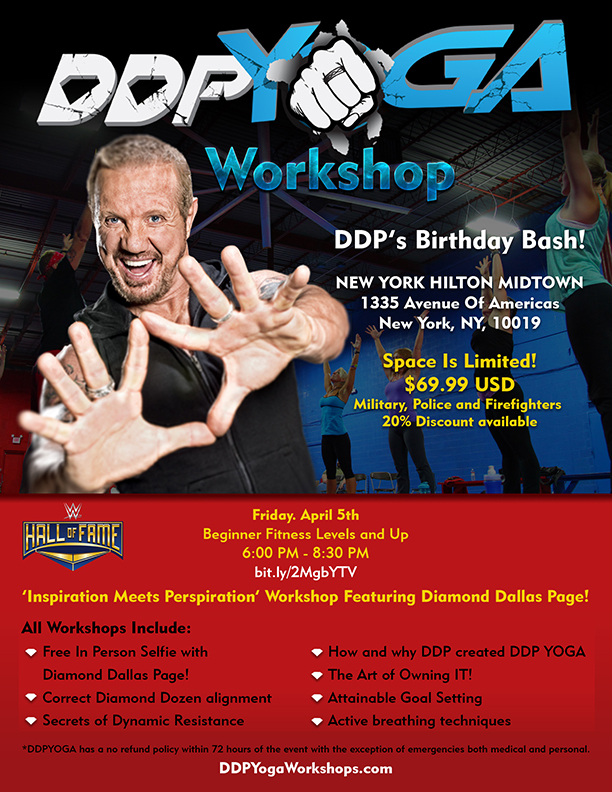 DDPYOGA
Workshop
DDP's Birthday Bash!
NEW YORK HILTON MIDTOWN
1335 Avenue Of Americas
New York, NY, 10019
Space Is Limited!
$69.99 USD
Military, Police and Firefighters
20% Discount available
W
HALL OF FAME
Friday. April 5th
Beginner Fitness Levels and Up
6:00 PM - 8:30 PM
bit.ly/2MgbYTV
'Inspiration Meets Perspiration' Workshop Featuring Diamond Dallas Page!
All Workshops Include:
Free In Person Selfie with
Diamond Dallas Page!
Correct Diamond Dozen alignment
Secrets of Dynamic Resistance
How and why DDP created DDP YOGA
The Art of Owning IT!
Attainable Goal Setting
Active breathing techniques
*DDPYOGA has a no refund policy within 72 hours of the event with the exception of emergencies both medical and personal.
DDPYogaWorkshops.com